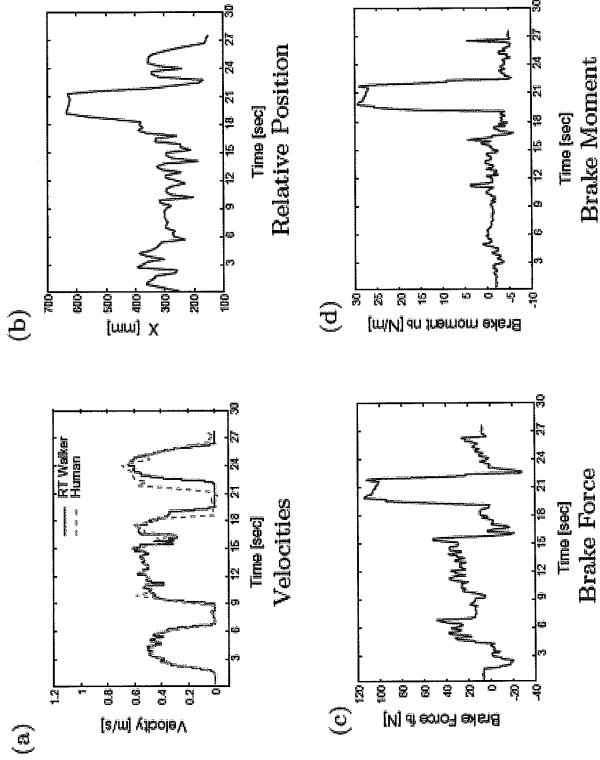 (a)
1.2
1
0.8
0.6
0.4
0.2
0
Velocity [m/s]
RT Walker
Human
3 6 9 12 15 18 21 24 27 30
Time [sec]
Velocities
(b)
700
600
500
400
300
200
100
X [mm]
3 6 9 12 15 18 21 24 27 30
Time [sec]
Relative Position
(c)
120
100
80
60
40
20
0
-20
-40
Brake Force fb [N]
3 6 9 12 15 18 21 24 27 30
Time [sec]
Brake Force
(d)
30
25
20
15
10
5
0
-5
-10
Brake moment nb [N/m]
3 6 9 12 15 18 21 24 27 30
Time [sec]
Brake Moment